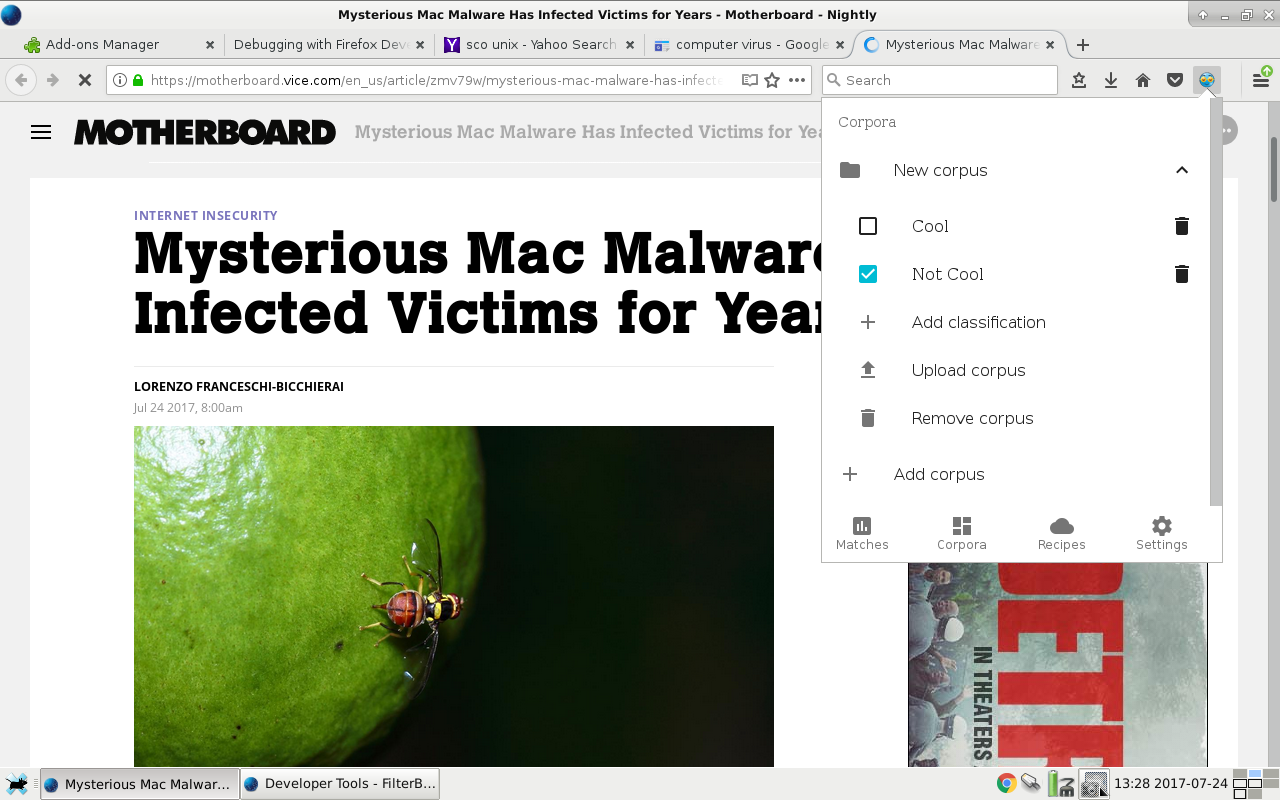 Mysterious Mac Malware Has Infected Victims for Years - Motherboard - Nightly
Add-ons Manager
Debugging with Firefox Dev
sco unix - Yahoo Search
computer virus - Google
Mysterious Mac Malware
https://motherboard.vice.com/en_us/article/zmv79w/mysterious-mac-malware-has-infecte
Search
MOTHERBOARD
Mysterious Mac Malware Has Infected Victims for Yea
INTERNET INSECURITY
Mysterious Mac Malware
Infected Victims for Year
LORENZO FRANCESCHI-BICCHIERAI
Jul 24 2017, 8:00am
Corpora
New corpus
Cool
Not Cool
Add classification
Upload corpus
Remove corpus
Add corpus
Matches
Corpora
Recipes
Settings
IN THEATERS
Mysterious Mac Malwar...
Developer Tools - FilterB...
13:28 2017-07-24